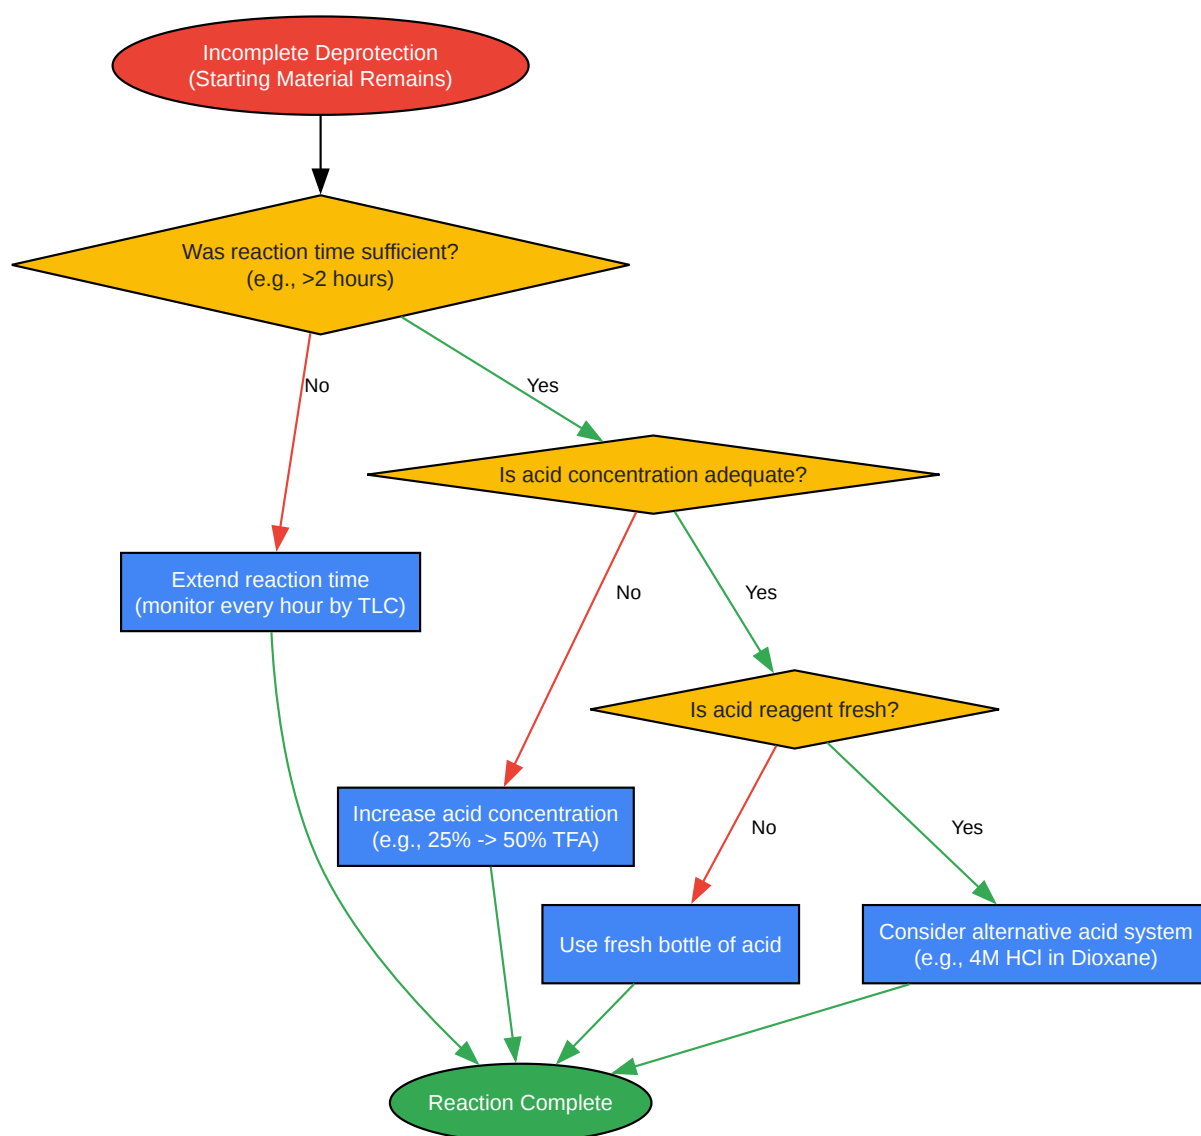 Incomplete Deprotection
(Starting Material Remains)
Was reaction time sufficient?
(e.g., >2 hours)
No
Yes
Is acid concentration adequate?
Extend reaction time
(monitor every hour by TLC)
No
Yes
Is acid reagent fresh?
Increase acid concentration
(e.g., 25% -> 50% TFA)
No
Yes
Use fresh bottle of acid
Consider alternative acid system
(e.g., 4M HCl in Dioxane)
Reaction Complete